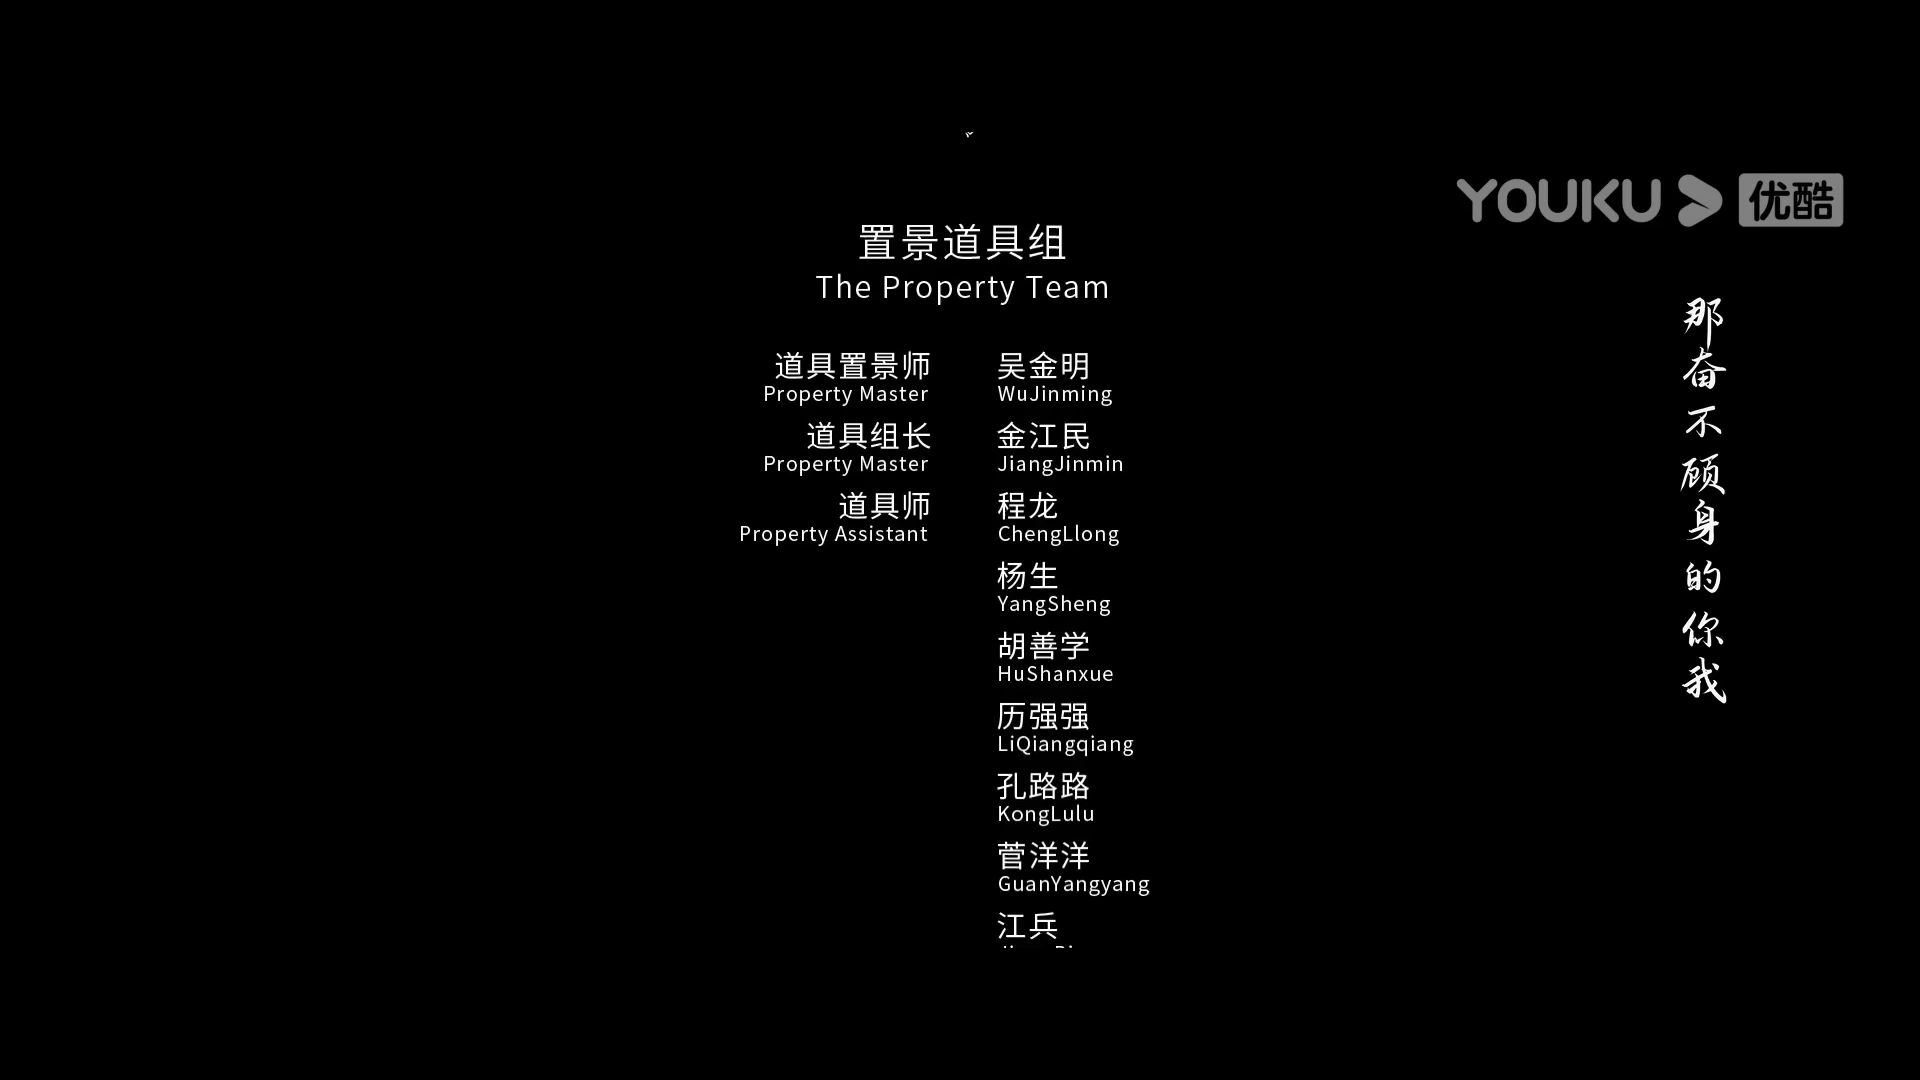 YOUKU 优酷
置景道具组
The Property Team
道具置景师 吴金明
Property Master WuJinming
道具组长 金江民
Property Master JiangJinmin
道具师 程龙
Property Assistant ChengLlong
杨生
YangSheng
胡善学
HuShanxue
历强强
LiQiangqiang
孔路路
KongLulu
菅洋洋
GuanYangyang
江兵
那奋不顾身的你我